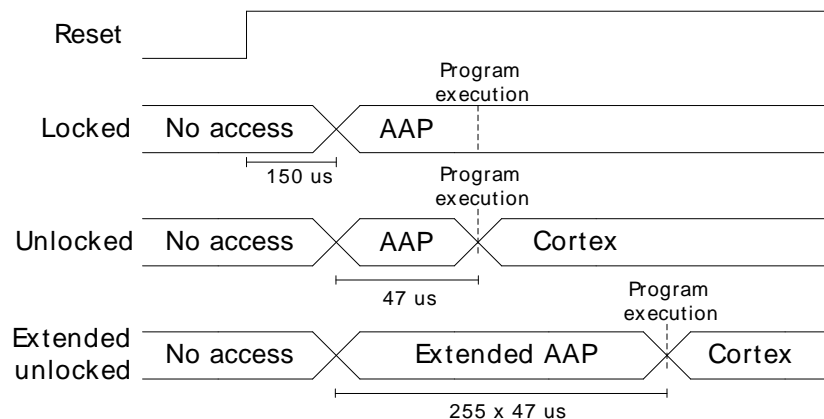 Reset
Program
execution
Locked No access AAP
150 us
Program
execution
Unlocked No access AAP Cortex
47 us
Program
execution
Extended
unlocked No access Extended AAP Cortex
255 x 47 us